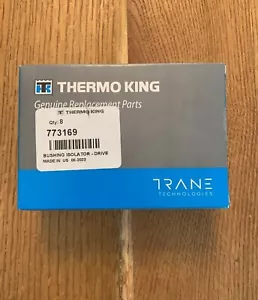 THERMO KING
Genuine Replacement Parts
THERMO KING
Qty: 8
773169
BUSHING ISOLATOR - DRIVE
MADE IN US
TRANE
TECHNOLOGIES